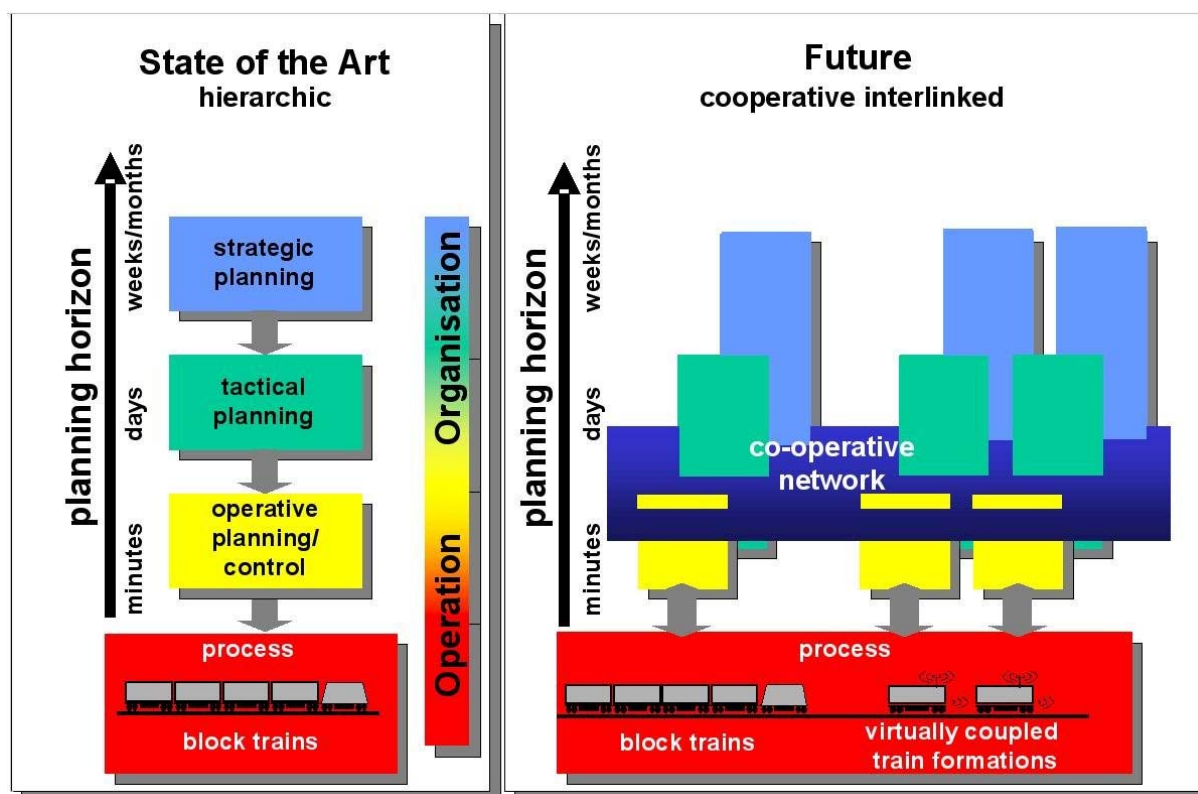 State of the Art
hierarchic
planning horizon
weeks/months
days
minutes
strategic
planning
tactical
planning
operative
planning/
control
process
block trains
Organisation
Operation
Future
cooperative interlinked
planning horizon
weeks/months
days
minutes
co-operative
network
process
block trains
virtually coupled
train formations